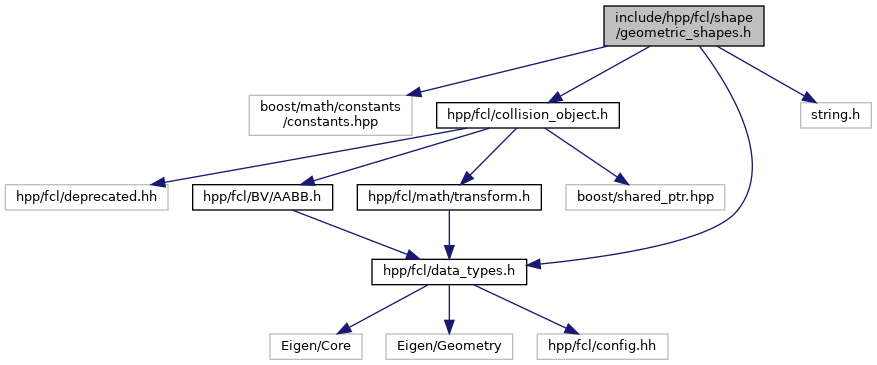 include/hpp/fcl/shape
/geometric_shapes.h
boost/math/constants
/constants.hpp
hpp/fcl/collision_object.h
string.h
hpp/fcl/deprecated.hh
hpp/fcl/BV/AABB.h
hpp/fcl/math/transform.h
boost/shared_ptr.hpp
hpp/fcl/data_types.h
Eigen/Core
Eigen/Geometry
hpp/fcl/config.hh